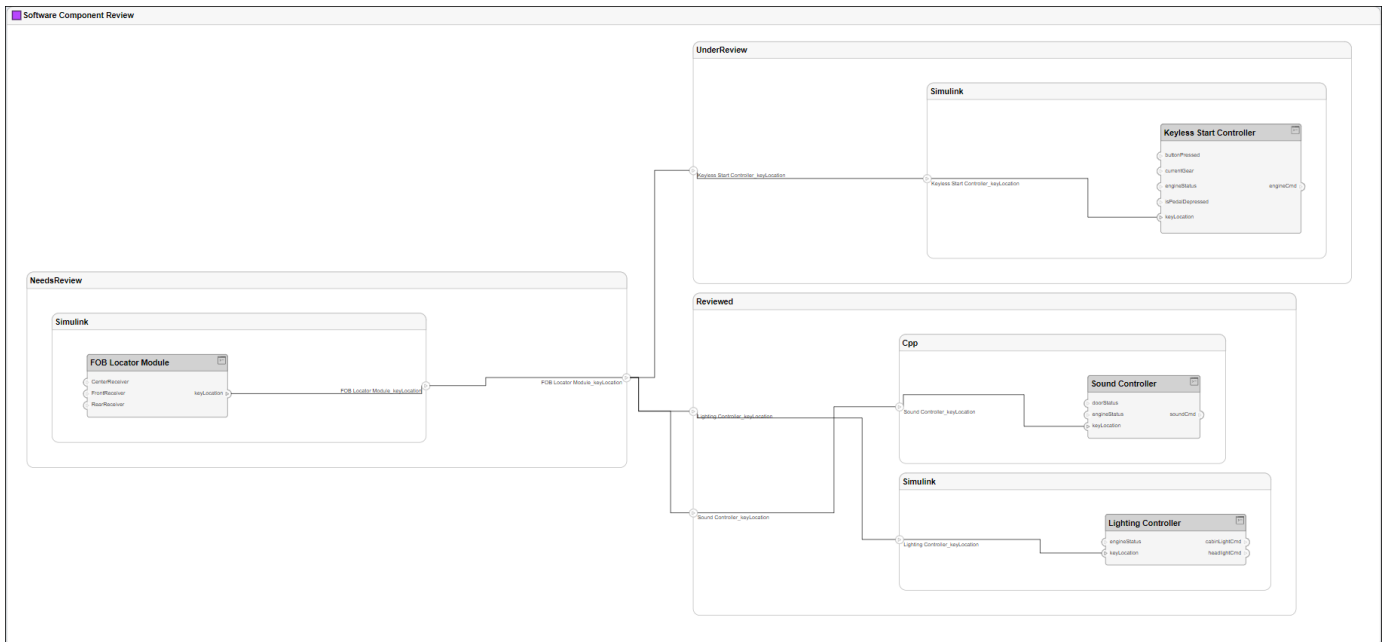 Software Component Review
UnderReview
Simulink
Keyless Start Controller
buttonPressed
currentGear
engineStatus
engineCmd
isPedalDepressed
keyLocation
Keyless Start Controller_keyLocation
Keyless Start Controller_keyLocation
NeedsReview
Simulink
FOB Locator Module
CenterReceiver
FrontReceiver
keyLocation
RearReceiver
FOB Locator Module_keyLocation
FOB Locator Module_keyLocation
Reviewed
Cpp
Sound Controller
doorStatus
engineStatus
soundCmd
keyLocation
Sound Controller_keyLocation
Lighting Controller_keyLocation
Sound Controller_keyLocation
Simulink
Lighting Controller
engineStatus
cabinLightCmd
keyLocation
headlightCmd
Lighting Controller_keyLocation